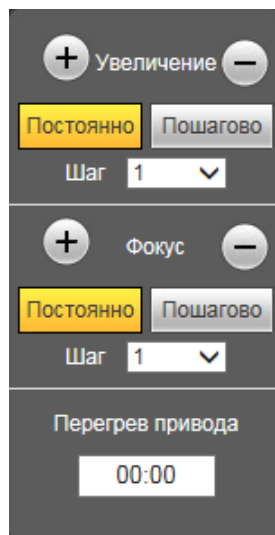 + Увеличение −
Постоянно Пошагово
Шаг 1
+ Фокус −
Постоянно Пошагово
Шаг 1
Перегрев привода
00:00